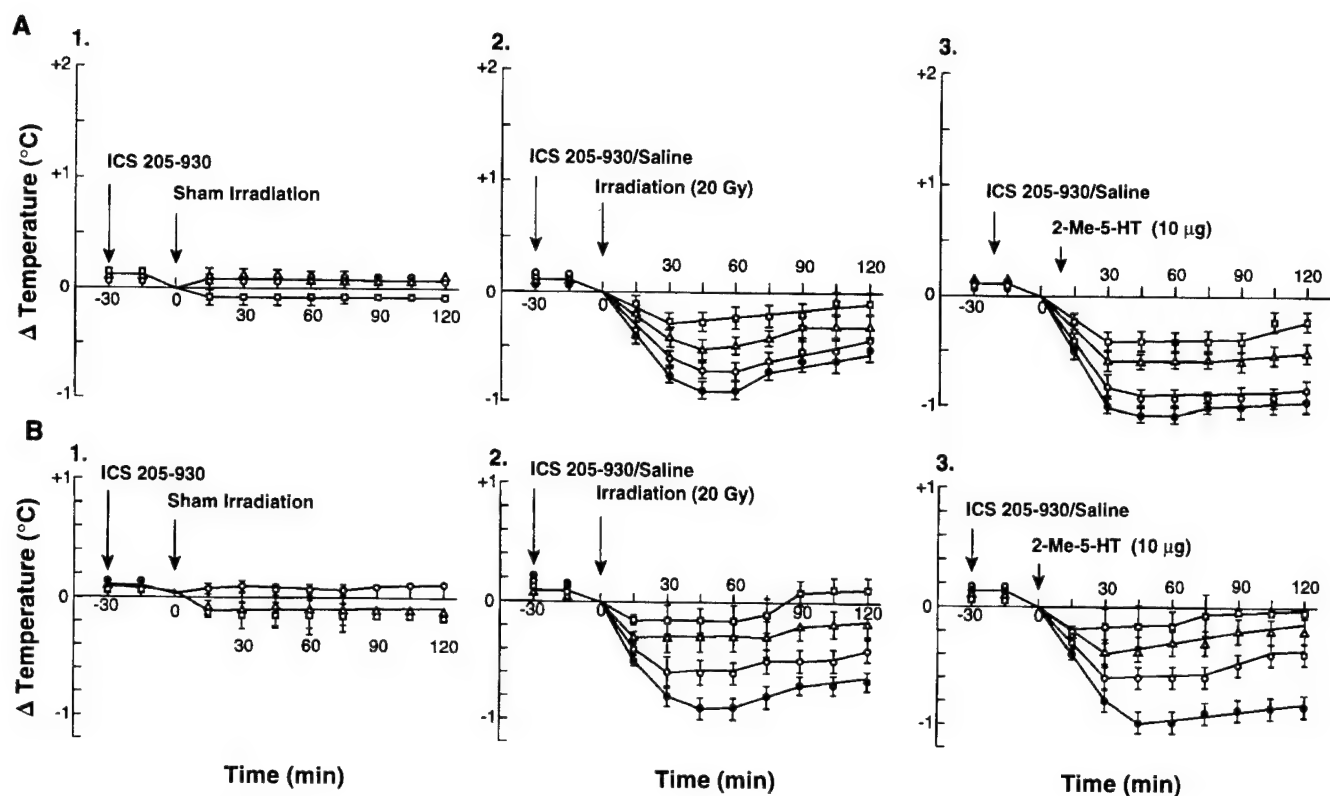 A
1.
+2
+1
0
-1
Δ Temperature (°C)
ICS 205-930
Sham Irradiation
-30 0 30 60 90 120
2.
+2
+1
0
-1
ICS 205-930/Saline
Irradiation (20 Gy)
-30 0 30 60 90 120
3.
+2
+1
0
-1
ICS 205-930/Saline
2-Me-5-HT (10 μg)
-30 0 30 60 90 120
B
1.
+1
0
-1
Δ Temperature (°C)
ICS 205-930
Sham Irradiation
-30 0 30 60 90 120
Time (min)
2.
+1
0
-1
ICS 205-930/Saline
Irradiation (20 Gy)
-30 0 30 60 90 120
Time (min)
3.
+1
0
-1
ICS 205-930/Saline
2-Me-5-HT (10 μg)
-30 0 30 60 90 120
Time (min)